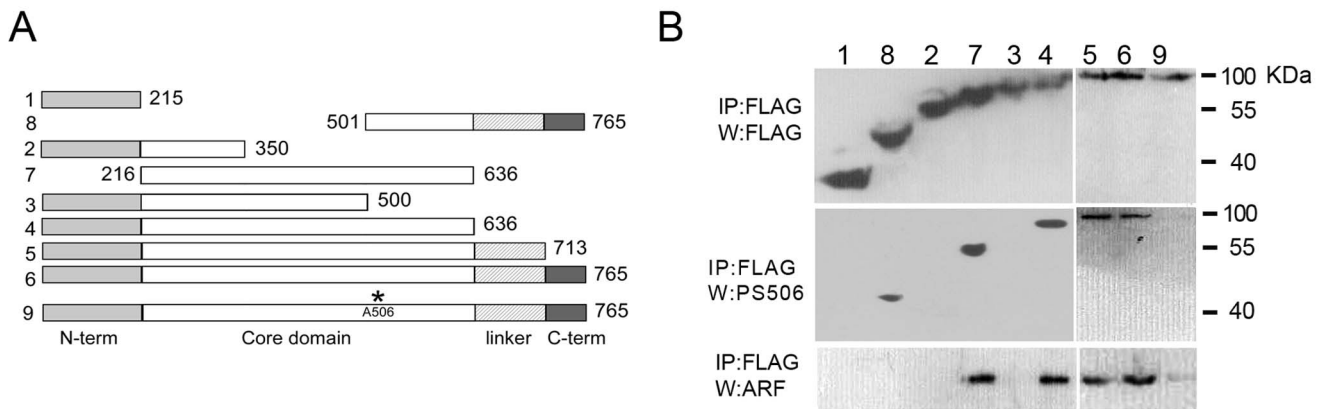 A
1 215
8 501 765
2 350
7 216 636
3 500
4 636
5 713
6 765
*
A506
9 765
N-term Core domain linker C-term
B
1 8 2 7 3 4 5 6 9
IP:FLAG
W:FLAG
100 KDa
55
40
IP:FLAG
W:PS506
100
55
40
IP:FLAG
W:ARF